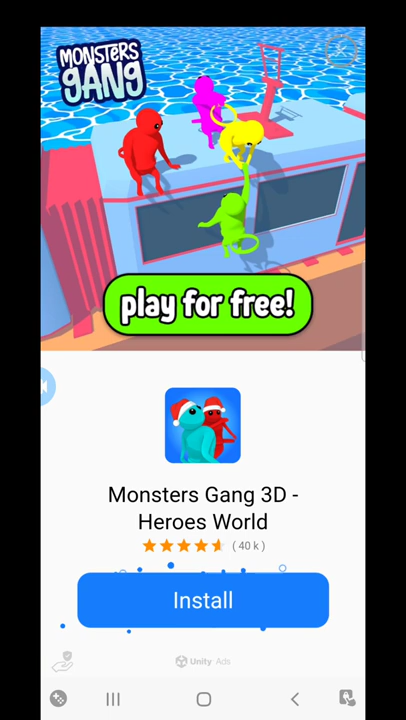 MONSTERS
GANG
play for free!
Monsters Gang 3D -
Heroes World
( 40 k )
Install
Unity Ads